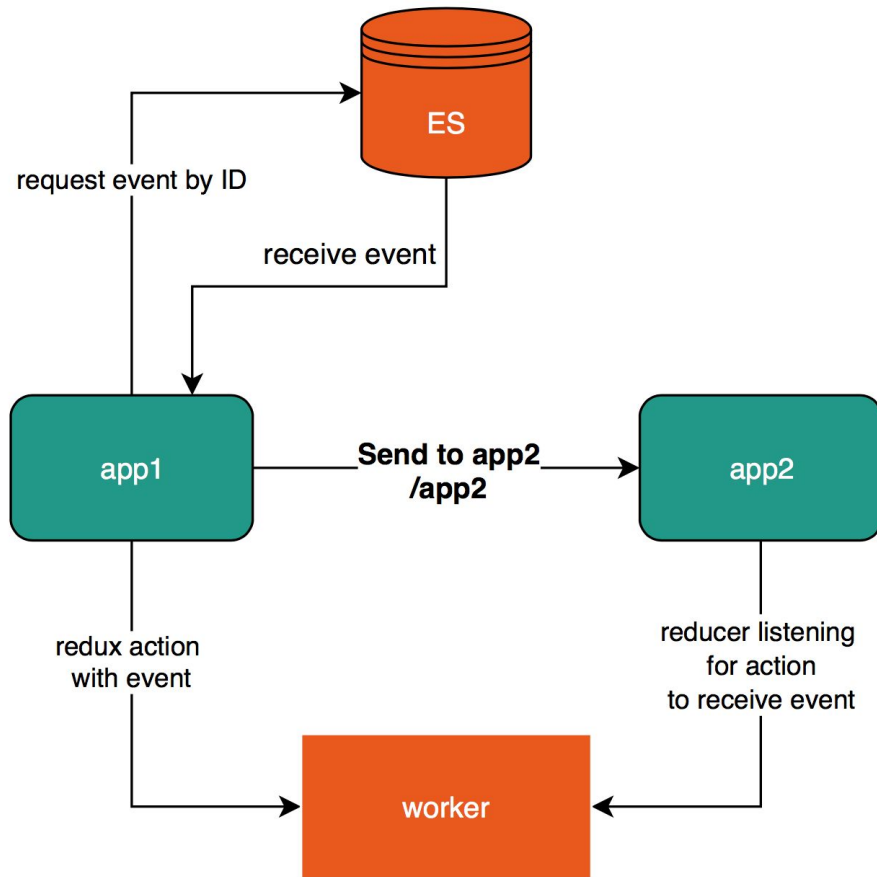 ES
request event by ID
receive event
app1
Send to app2
/app2
app2
redux action
with event
reducer listening
for action
to receive event
worker